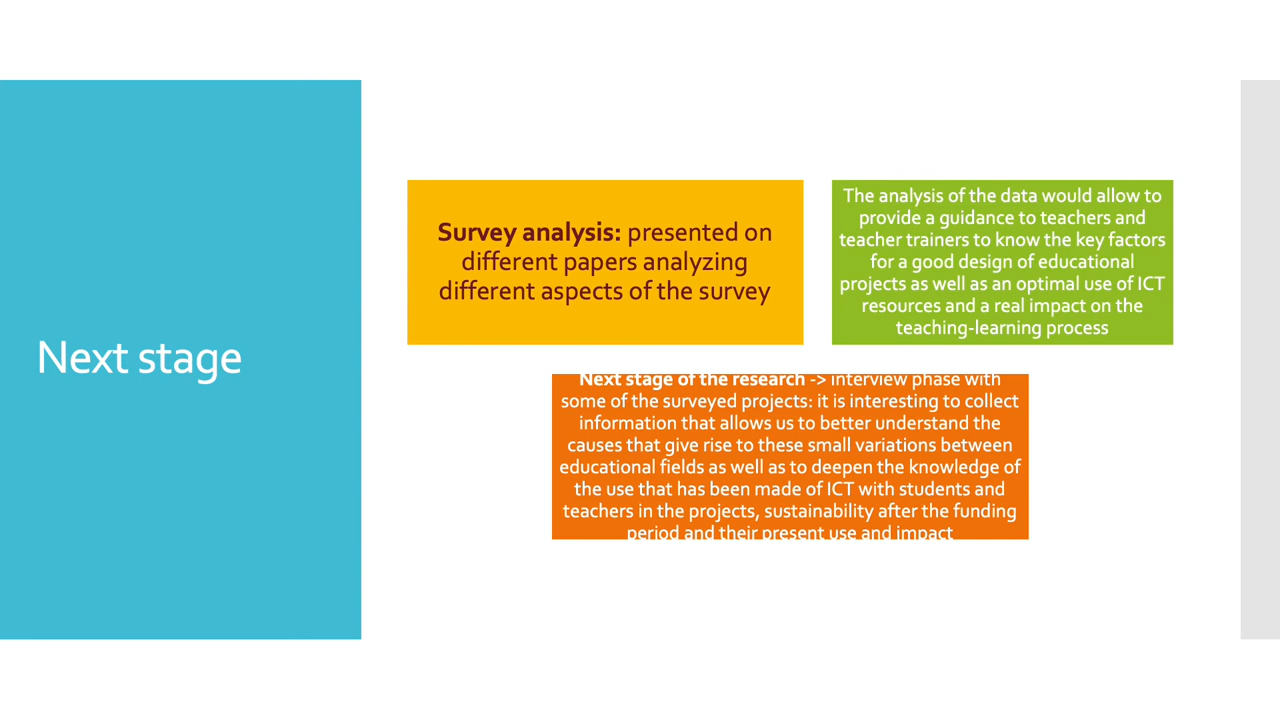 Next stage
Survey analysis: presented on
different papers analyzing
different aspects of the survey
The analysis of the data would allow to
provide a guidance to teachers and
teacher trainers to know the key factors
for a good design of educational
projects as well as an optimal use of ICT
resources and a real impact on the
teaching-learning process
Next stage of the research -> interview phase with
some of the surveyed projects: it is interesting to collect
information that allows us to better understand the
causes that give rise to these small variations between
educational fields as well as to deepen the knowledge of
the use that has been made of ICT with students and
teachers in the projects, sustainability after the funding
period and their present use and impact